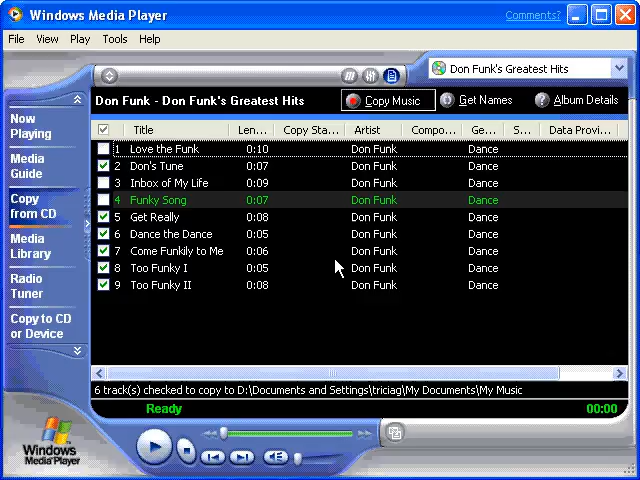 Windows Media Player
Comments?
File View Play Tools Help
Don Funk's Greatest Hits
Don Funk - Don Funk's Greatest Hits
Copy Music
Get Names
Album Details
Now Playing
Media Guide
Copy from CD
Media Library
Radio Tuner
Copy to CD or Device
Title Len... Copy Sta... Artist Compo... Ge... S... Data Provi...
1 Love the Funk 0:10 Don Funk Dance
2 Don's Tune 0:07 Don Funk Dance
3 Inbox of My Life 0:09 Don Funk Dance
4 Funky Song 0:07 Don Funk Dance
5 Get Really 0:08 Don Funk Dance
6 Dance the Dance 0:05 Don Funk Dance
7 Come Funkily to Me 0:06 Don Funk Dance
8 Too Funky I 0:05 Don Funk Dance
9 Too Funky II 0:08 Don Funk Dance
6 track(s) checked to copy to D:\Documents and Settings\triciag\My Documents\My Music
Ready 00:00
Windows
Media Player